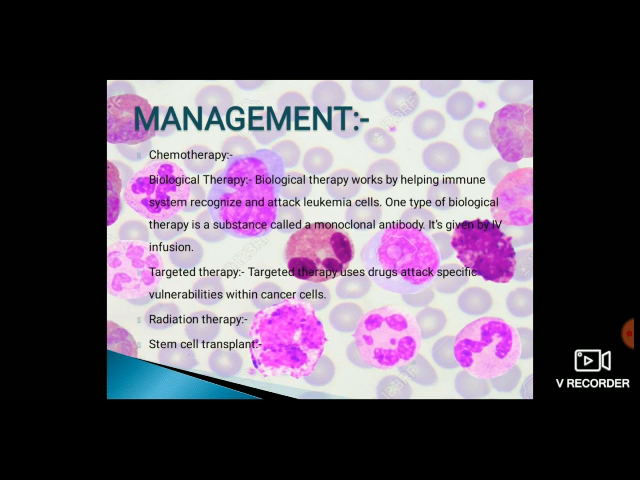 MANAGEMENT:-
Chemotherapy:-
Biological Therapy:- Biological therapy works by helping immune
system recognize and attack leukemia cells. One type of biological
therapy is a substance called a monoclonal antibody. It's given by IV
infusion.
Targeted therapy:- Targeted therapy uses drugs attack specific
vulnerabilities within cancer cells.
Radiation therapy:-
Stem cell transplant:-
V RECORDER